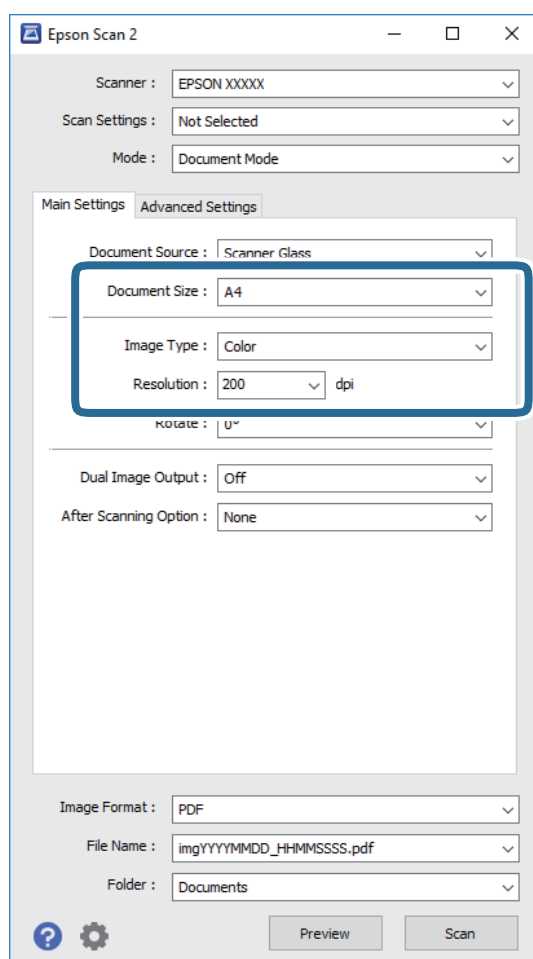 Epson Scan 2
Scanner : EPSON XXXXX
Scan Settings : Not Selected
Mode : Document Mode
Main Settings Advanced Settings
Document Source : Scanner Glass
Document Size : A4
Image Type : Color
Resolution : 200 dpi
Rotate : 0°
Dual Image Output : Off
After Scanning Option : None
Image Format : PDF
File Name : imgYYYYMMDD_HHMMSSSS.pdf
Folder : Documents
? Preview Scan